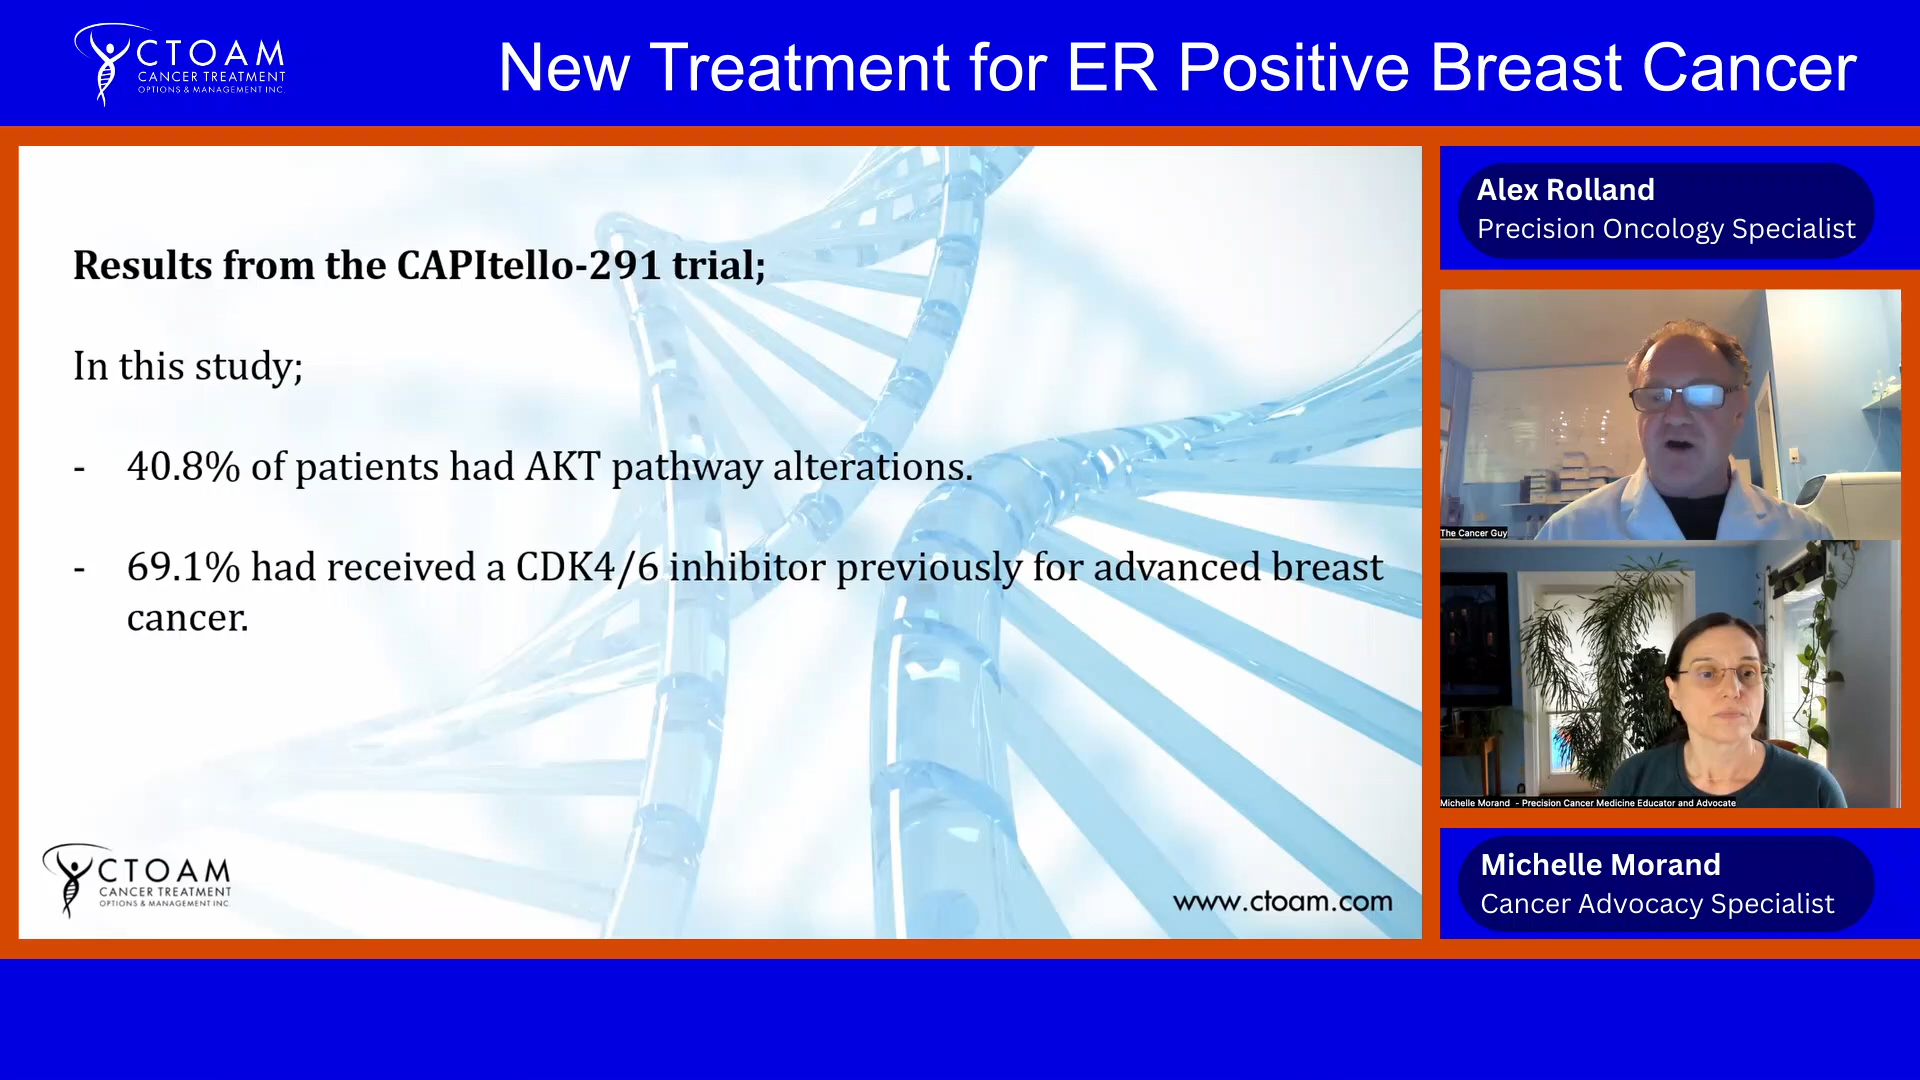 CTOAM
CANCER TREATMENT
OPTIONS & MANAGEMENT INC.
New Treatment for ER Positive Breast Cancer
Results from the CAPItello-291 trial;
In this study;
- 40.8% of patients had AKT pathway alterations.
- 69.1% had received a CDK4/6 inhibitor previously for advanced breast
cancer.
CTOAM
CANCER TREATMENT
OPTIONS & MANAGEMENT INC.
www.ctoam.com
Alex Rolland
Precision Oncology Specialist
The Cancer Guy
Michelle Morand - Precision Cancer Medicine Educator and Advocate
Michelle Morand
Cancer Advocacy Specialist